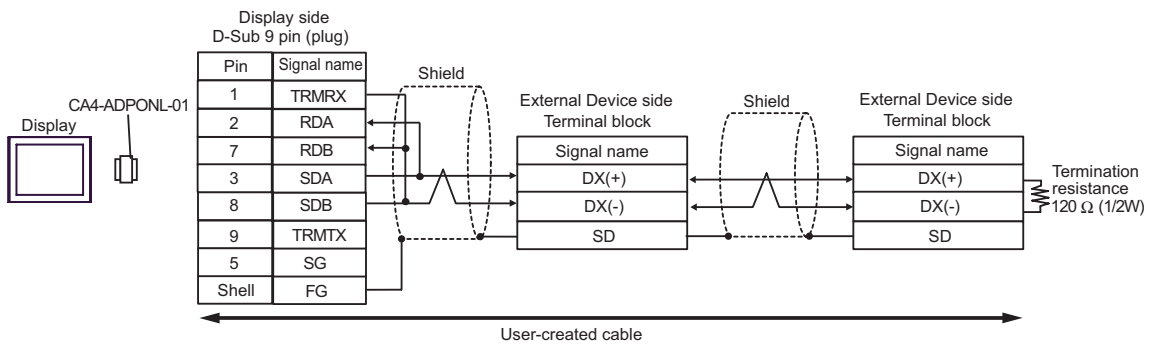 Display side
D-Sub 9 pin (plug)
Pin Signal name
1 TRMRX
2 RDA
7 RDB
3 SDA
8 SDB
9 TRMTX
5 SG
Shell FG
CA4-ADPONL-01
Display
Shield
External Device side
Terminal block
Signal name
DX(+)
DX(-)
SD
Shield
External Device side
Terminal block
Signal name
DX(+)
DX(-)
SD
Termination
resistance
120 Ω (1/2W)
User-created cable